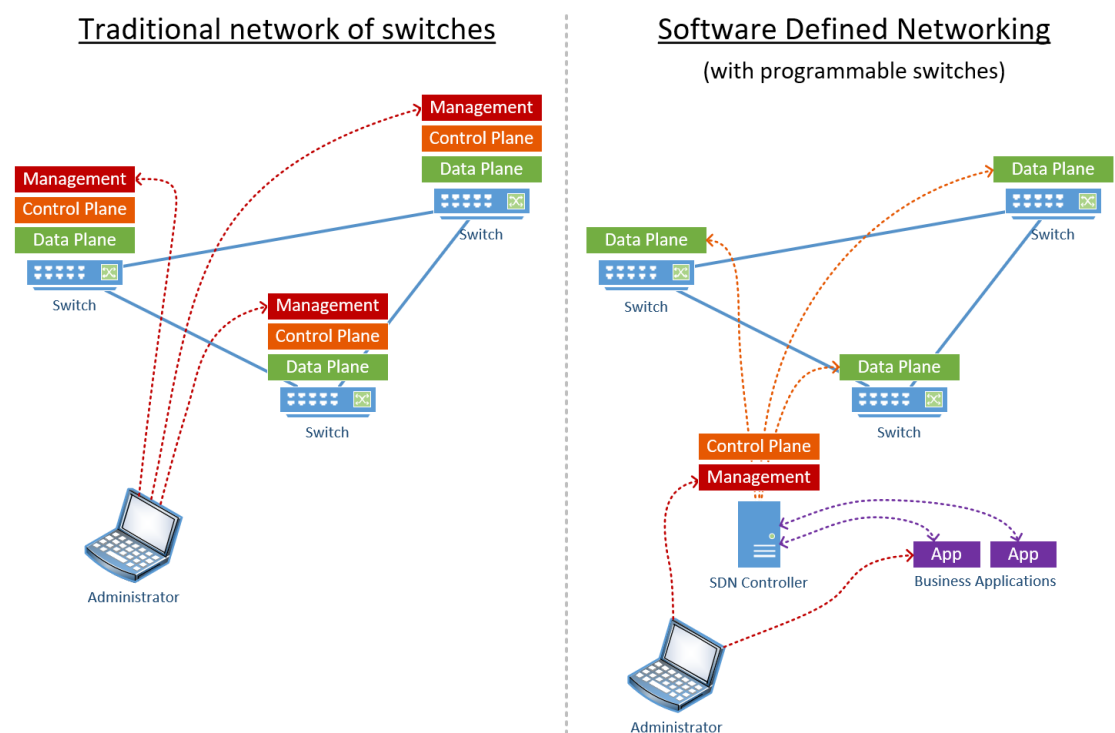 Traditional network of switches
Management
Control Plane
Data Plane
Switch
Management
Control Plane
Data Plane
Switch
Management
Control Plane
Data Plane
Switch
Administrator
Software Defined Networking
(with programmable switches)
Data Plane
Switch
Data Plane
Switch
Data Plane
Switch
Control Plane
Management
SDN Controller
App
App
Business Applications
Administrator